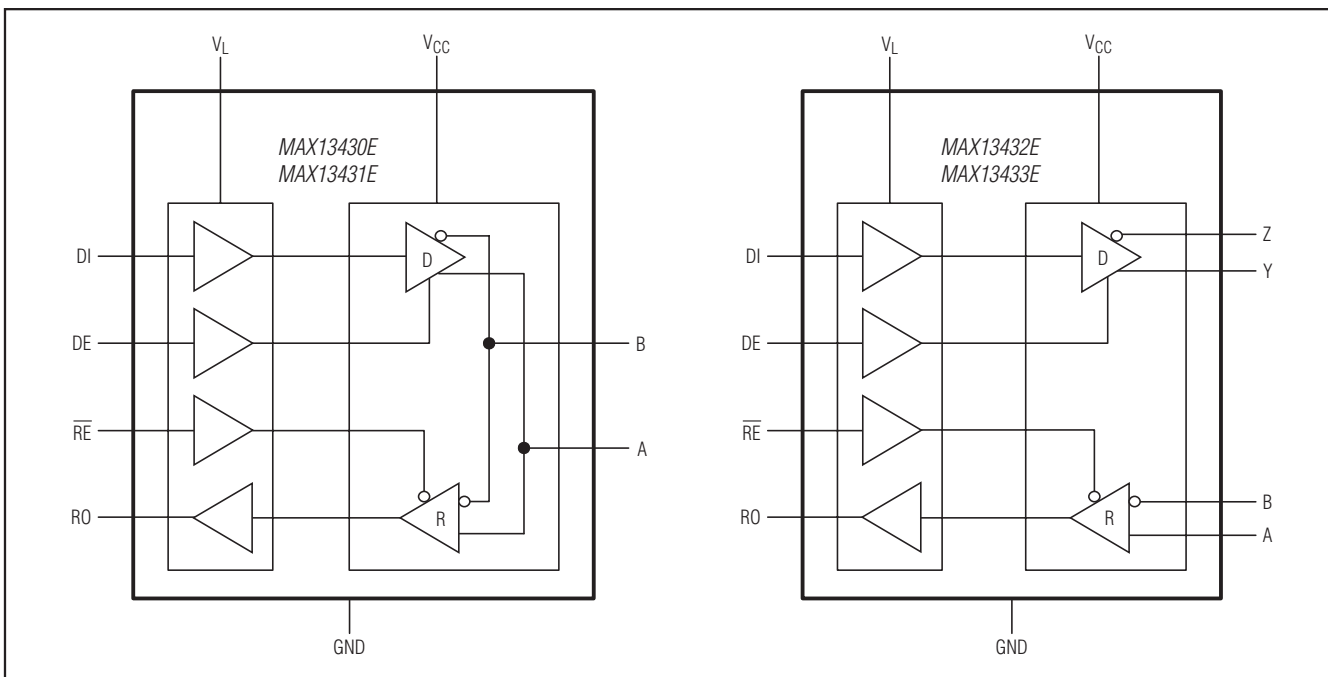 VL
VCC
MAX13430E
MAX13431E
DI
D
DE
B
RE
A
RO
R
GND
VL
VCC
MAX13432E
MAX13433E
DI
D
Z
Y
DE
RE
RO
R
B
A
GND